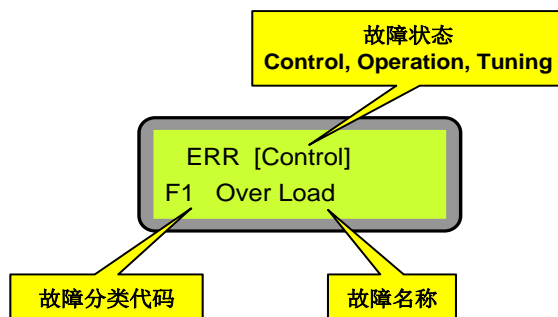 故障状态
Control, Operation, Tuning
ERR [Control]
F1 Over Load
故障分类代码
故障名称